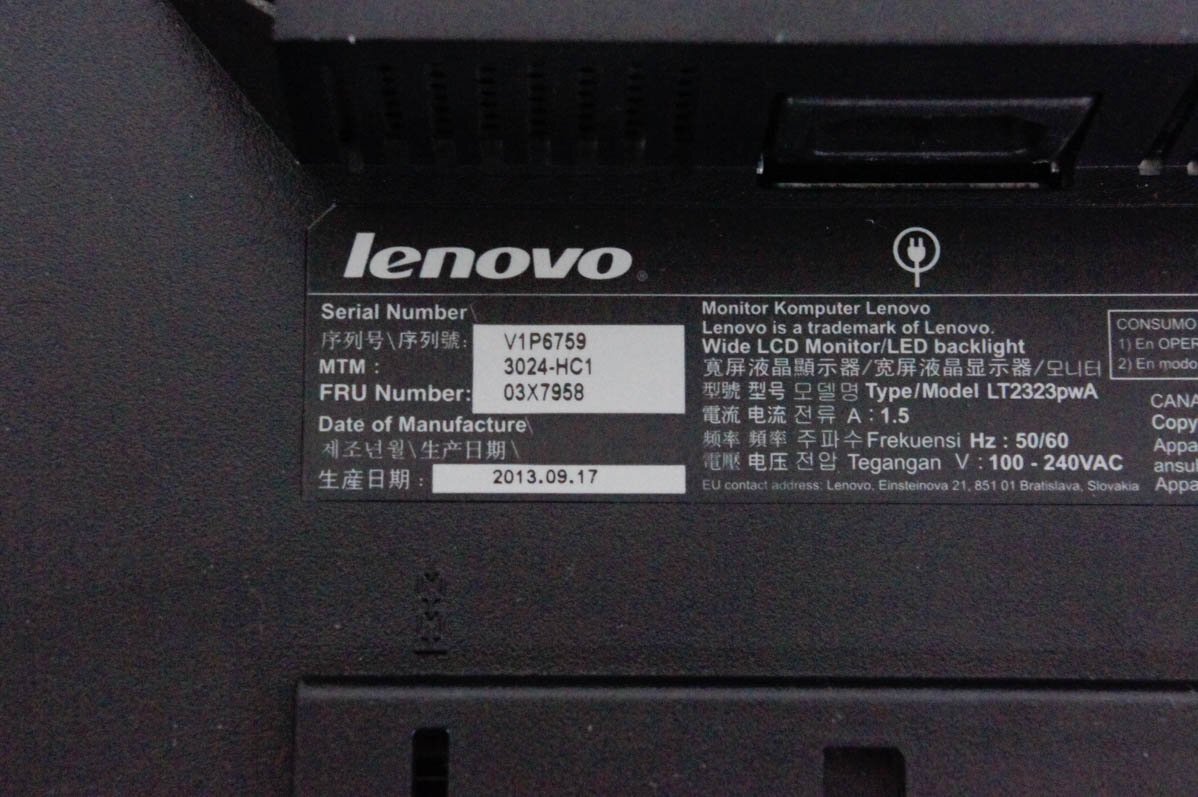 lenovo®
Serial Number\
序列号\序列號: V1P6759
MTM : 3024-HC1
FRU Number: 03X7958
Date of Manufacture\
제조년월\生产日期\
生産日期 : 2013.09.17
Monitor Komputer Lenovo
Lenovo is a trademark of Lenovo.
Wide LCD Monitor/LED backlight
寬屏液晶顯示器/宽屏液晶显示器/모니터
型號 型号 모델명 Type/Model LT2323pwA
電流 电流 전류 A : 1.5
频率 頻率 주파수 Frekuensi Hz : 50/60
電壓 电压 전압 Tegangan V : 100 - 240VAC
EU contact address: Lenovo, Einsteinova 21, 851 01 Bratislava, Slovakia
CONSUMO
1) En OPER
2) En modo
CANA
Copy
Appa
ansu
Appa